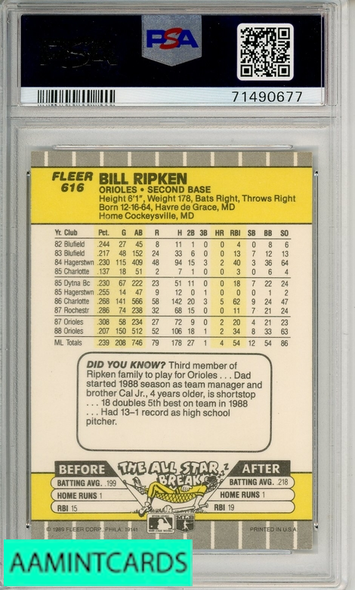 PSA
71490677
FLEER
616
BILL RIPKEN
ORIOLES • SECOND BASE
Height 6'1", Weight 178, Bats Right, Throws Right
Born 12-16-64, Havre de Grace, MD
Home Cockeysville, MD
Yr. Club Pct. G AB R H 2B 3B HR RBI SB BB SO
82 Bluefield .244 27 45 8 11 1 0 0 4 0 8 6
83 Bluefield .217 48 152 24 33 6 0 0 13 7 12 13
84 Hagerstwn .230 115 409 48 94 15 3 2 40 3 36 64
85 Charlotte .137 18 51 2 7 1 0 0 3 0 6 4
85 Dytna Bc .230 67 222 23 51 11 0 0 18 7 22 24
85 Hagerstwn .255 14 47 9 12 0 1 0 0 1 6 3
86 Charlotte .268 141 566 58 142 20 3 5 62 9 24 47
87 Rochestr .286 74 238 32 68 15 0 0 11 7 21 24
87 Orioles .308 58 234 27 72 9 0 2 20 4 21 23
88 Orioles .207 150 512 52 106 18 1 2 34 8 33 63
ML Totals .239 208 746 79 178 27 1 4 54 12 54 86
DID YOU KNOW? Third member of
Ripken family to play for Orioles . . . Dad
started 1988 season as team manager and
brother Cal Jr., 4 years older, is shortstop
. . . 18 doubles 5th best on team in 1988
. . . Had 13–1 record as high school
pitcher.
BEFORE THE ALL STAR BREAK AFTER
BATTING AVG. .199 BATTING AVG. .218
HOME RUNS 1 HOME RUNS 1
RBI 15 RBI 19
© 1989 FLEER CORP., PHILA. 19141 PRINTED IN U.S.A.
AAMINTCARDS